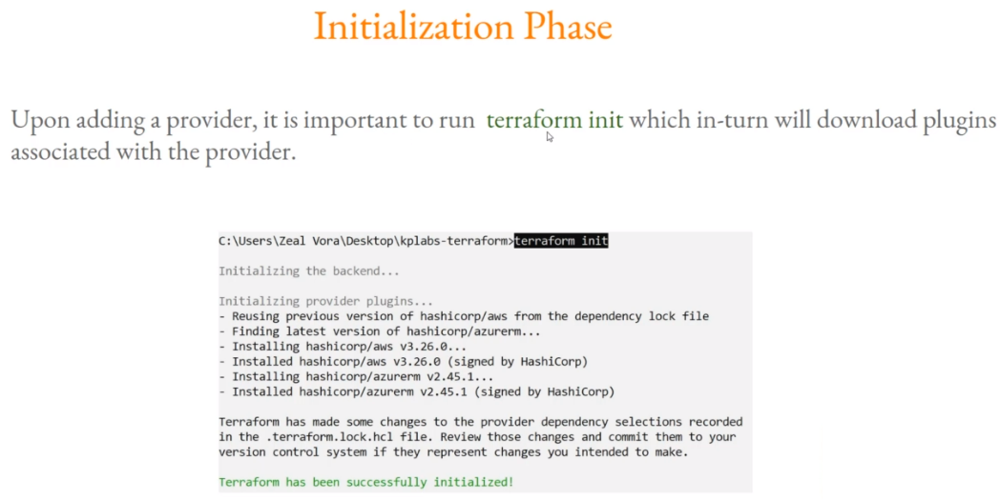 Initialization Phase
Upon adding a provider, it is important to run terraform init which in-turn will download plugins
associated with the provider.
C:\Users\Zeal Vora\Desktop\kplabs-terraform>terraform init
Initializing the backend...
Initializing provider plugins...
- Reusing previous version of hashicorp/aws from the dependency lock file
- Finding latest version of hashicorp/azurerm...
- Installing hashicorp/aws v3.26.0...
- Installed hashicorp/aws v3.26.0 (signed by HashiCorp)
- Installing hashicorp/azurerm v2.45.1...
- Installed hashicorp/azurerm v2.45.1 (signed by HashiCorp)
Terraform has made some changes to the provider dependency selections recorded
in the .terraform.lock.hcl file. Review those changes and commit them to your
version control system if they represent changes you intended to make.
Terraform has been successfully initialized!